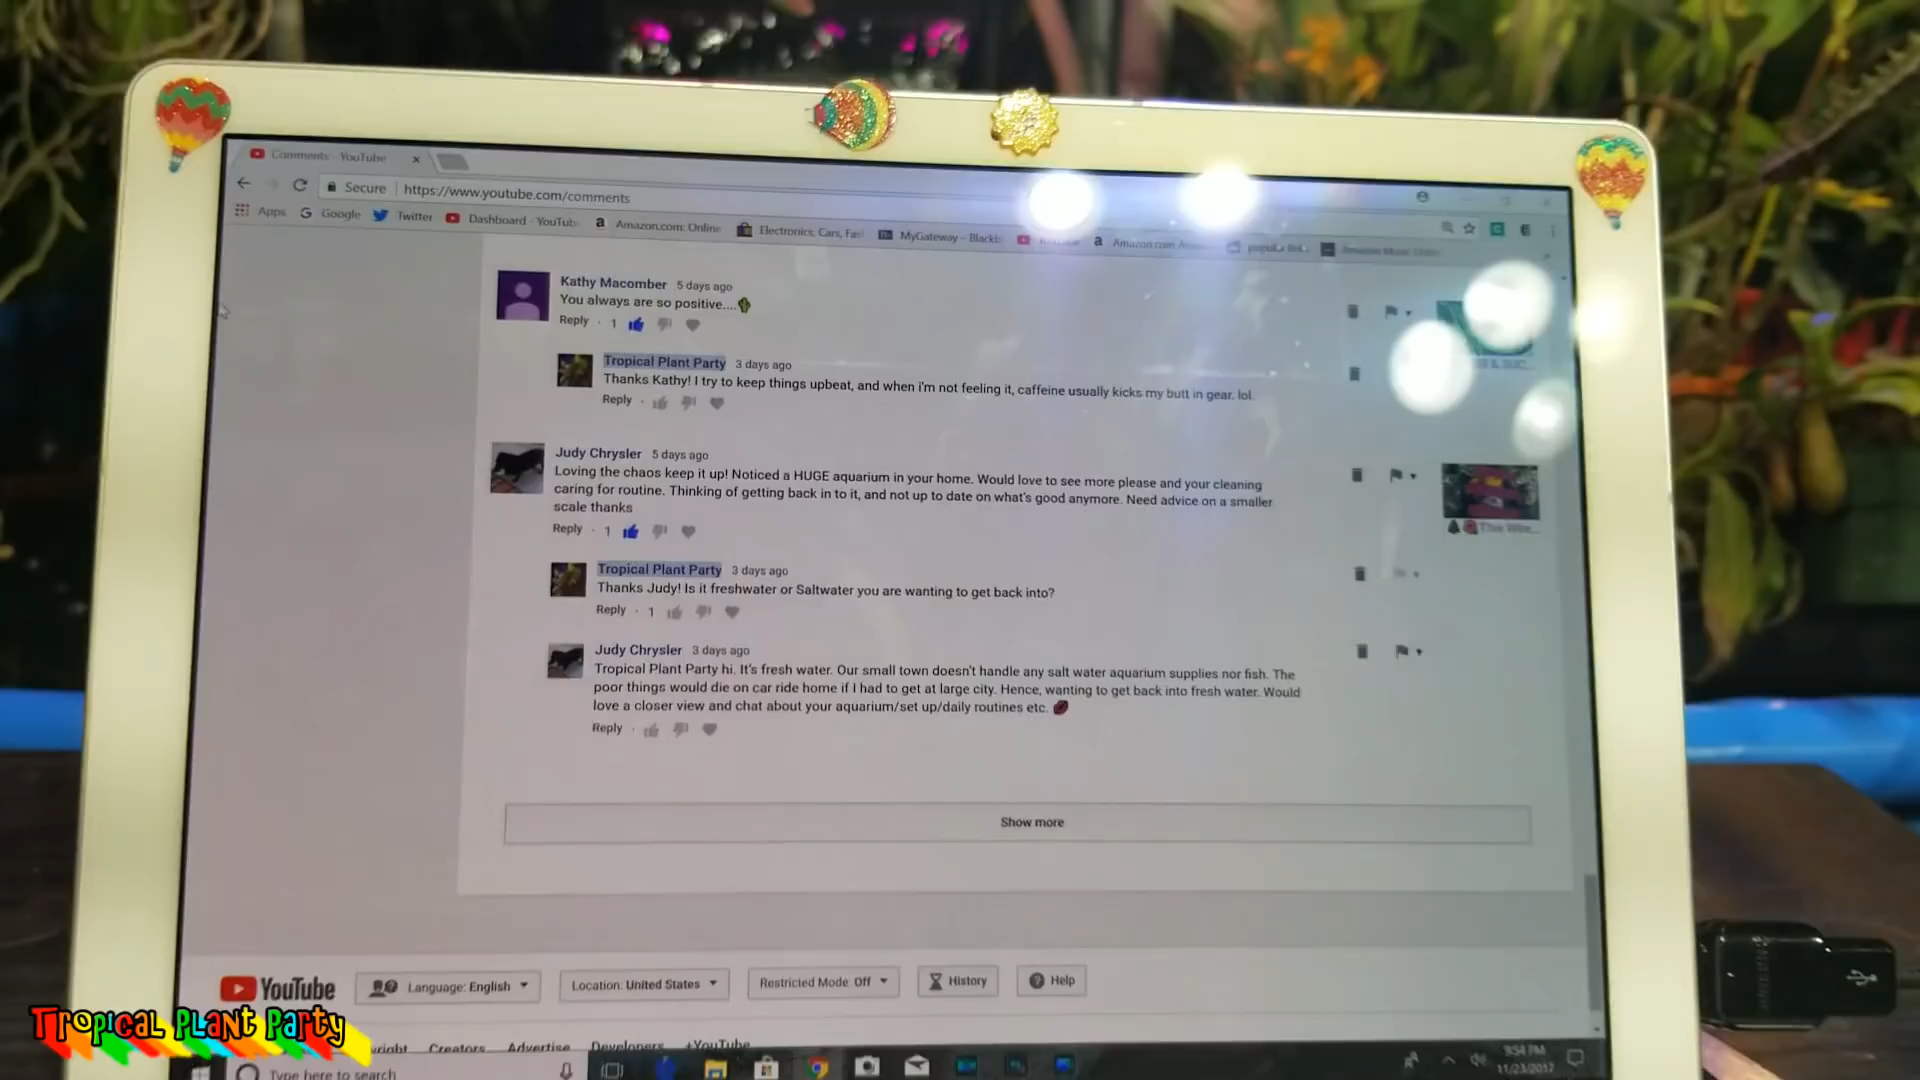 Comments - YouTube
Secure https://www.youtube.com/comments
Apps Google Twitter Dashboard - YouTub Amazon.com: Online Electronics, Cars, Fas MyGateway – Blackb YouTube Amazon.com
Kathy Macomber 5 days ago
You always are so positive....
Reply · 1
Tropical Plant Party 3 days ago
Thanks Kathy! I try to keep things upbeat, and when i'm not feeling it, caffeine usually kicks my butt in gear. lol.
Reply ·
Judy Chrysler 5 days ago
Loving the chaos keep it up! Noticed a HUGE aquarium in your home. Would love to see more please and your cleaning
caring for routine. Thinking of getting back in to it, and not up to date on what's good anymore. Need advice on a smaller
scale thanks
Reply · 1
This Wee...
Tropical Plant Party 3 days ago
Thanks Judy! Is it freshwater or Saltwater you are wanting to get back into?
Reply · 1
Judy Chrysler 3 days ago
Tropical Plant Party hi. It's fresh water. Our small town doesn't handle any salt water aquarium supplies nor fish. The
poor things would die on car ride home if I had to get at large city. Hence, wanting to get back into fresh water. Would
love a closer view and chat about your aquarium/set up/daily routines etc.
Reply ·
Show more
YouTube Language: English Location: United States Restricted Mode: Off History Help
Tropical Plant Party
yright Creators Advertise Developers +YouTube
Type here to search
9:54 PM
11/23/2017